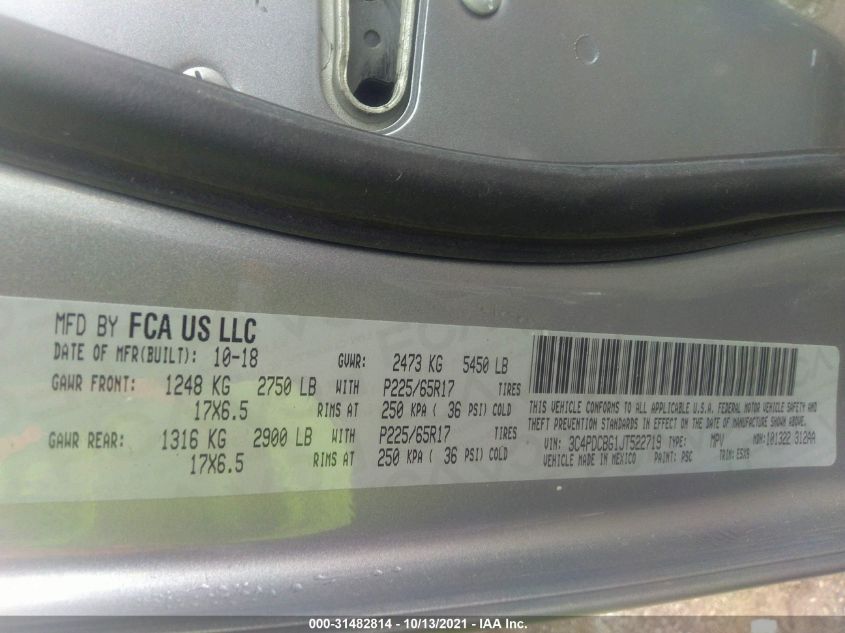 MFD BY FCA US LLC
DATE OF MFR(BUILT): 10-18 GVWR: 2473 KG 5450 LB
GAWR FRONT: 1248 KG 2750 LB WITH P225/65R17 TIRES
17X6.5 RIMS AT 250 KPA ( 36 PSI) COLD
GAWR REAR: 1316 KG 2900 LB WITH P225/65R17 TIRES
17X6.5 RIMS AT 250 KPA ( 36 PSI) COLD
THIS VEHICLE CONFORMS TO ALL APPLICABLE U.S.A. FEDERAL MOTOR VEHICLE SAFETY AND
THEFT PREVENTION STANDARDS IN EFFECT ON THE DATE OF MANUFACTURE SHOWN ABOVE.
VIN: 3C4PDCBG1JT522719 TYPE: MPV MDH: 101322 312AA
VEHICLE MADE IN MEXICO PAINT: PSC TRIM:
000-31482814 - 10/13/2021 - IAA Inc.